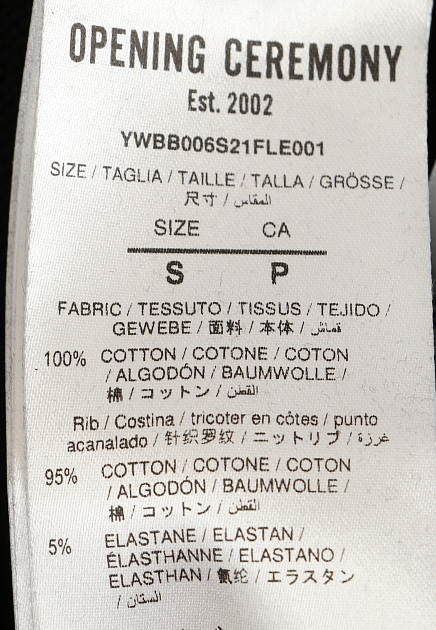 OPENING CEREMONY
Est. 2002
YWBB006S21FLE001
SIZE / TAGLIA / TAILLE / TALLA / GRÖSSE /
尺寸 / المقاس
SIZE CA
S P
FABRIC / TESSUTO / TISSUS / TEJIDO /
GEWEBE / 面料 / 本体 / قماش
100% COTTON / COTONE / COTON
/ ALGODÓN / BAUMWOLLE /
棉 / コットン / القطن
Rib / Costina / tricoter en côtes / punto
acanalado / 针织罗纹 / ニットリブ / غرزة
95% COTTON / COTONE / COTON
/ ALGODÓN / BAUMWOLLE /
棉 / コットン / القطن
5% ELASTANE / ELASTAN /
ÉLASTHANNE / ELASTANO /
ELASTHAN / 氨纶 / エラスタン
/ الستان